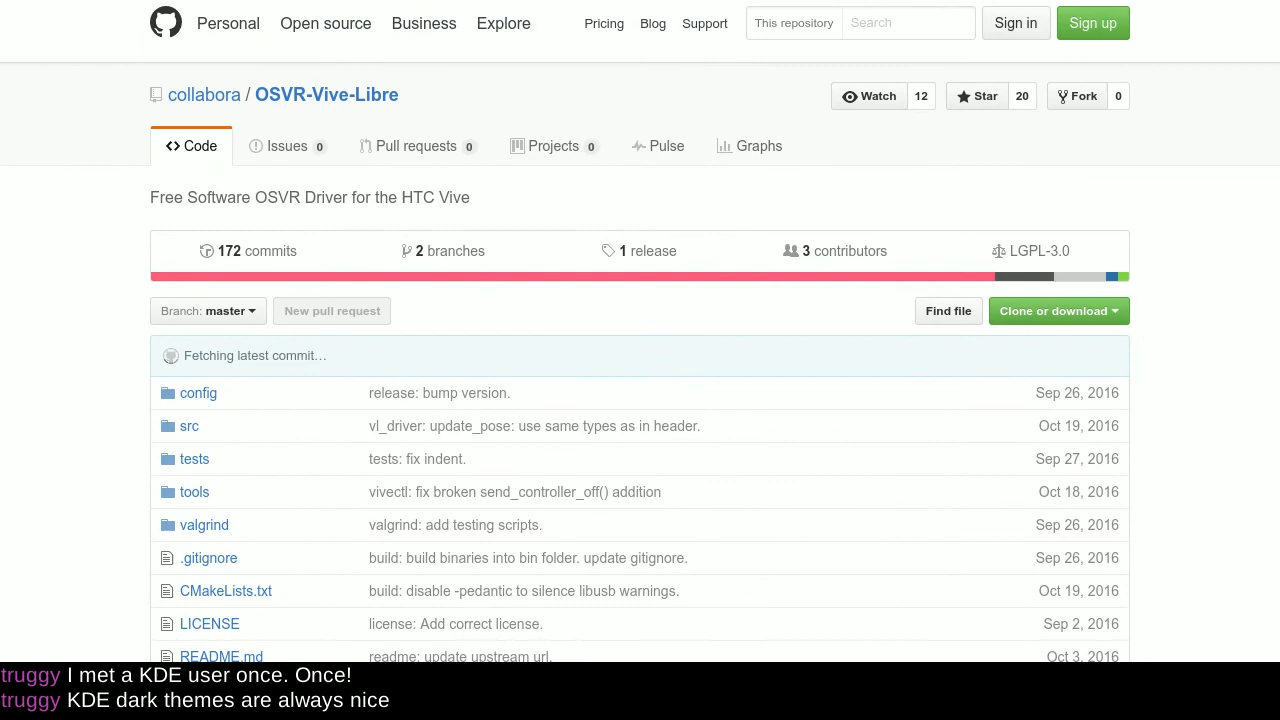 Personal Open source Business Explore Pricing Blog Support This repository Search Sign in Sign up
collabora / OSVR-Vive-Libre Watch 12 Star 20 Fork 0
Code Issues 0 Pull requests 0 Projects 0 Pulse Graphs
Free Software OSVR Driver for the HTC Vive
172 commits 2 branches 1 release 3 contributors LGPL-3.0
Branch: master New pull request Find file Clone or download
Fetching latest commit…
config release: bump version. Sep 26, 2016
src vl_driver: update_pose: use same types as in header. Oct 19, 2016
tests tests: fix indent. Sep 27, 2016
tools vivectl: fix broken send_controller_off() addition Oct 18, 2016
valgrind valgrind: add testing scripts. Sep 26, 2016
.gitignore build: build binaries into bin folder. update gitignore. Sep 26, 2016
CMakeLists.txt build: disable -pedantic to silence libusb warnings. Oct 19, 2016
LICENSE license: Add correct license. Sep 2, 2016
README.md readme: update upstream url. Oct 3, 2016
truggy I met a KDE user once. Once!
truggy KDE dark themes are always nice